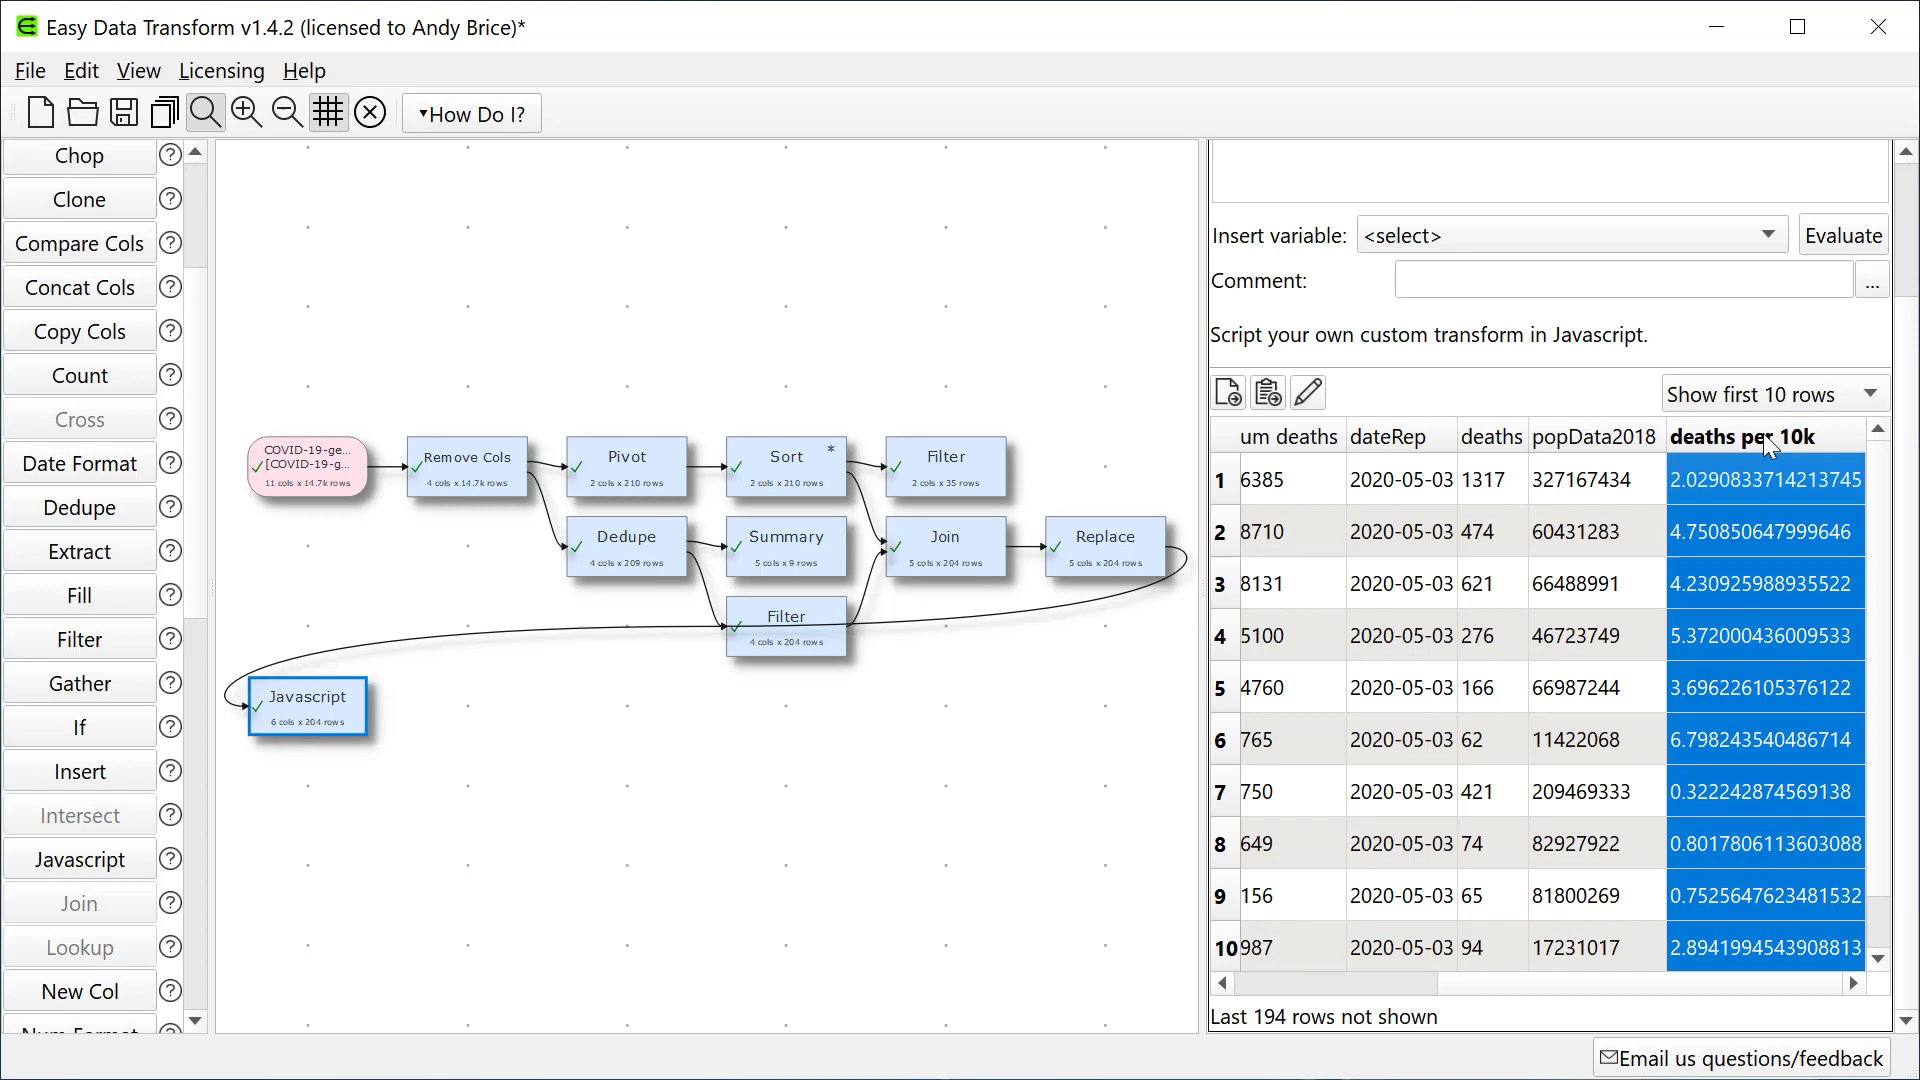 Easy Data Transform v1.4.2 (licensed to Andy Brice)*
File Edit View Licensing Help
▾How Do I?
Chop
Clone
Compare Cols
Concat Cols
Copy Cols
Count
Cross
Date Format
Dedupe
Extract
Fill
Filter
Gather
If
Insert
Intersect
Javascript
Join
Lookup
New Col
COVID-19-ge...
[COVID-19-g...
11 cols x 14.7k rows
Remove Cols
4 cols x 14.7k rows
Pivot
2 cols x 210 rows
Sort *
2 cols x 210 rows
Filter
2 cols x 35 rows
Dedupe
4 cols x 209 rows
Summary
5 cols x 9 rows
Join
5 cols x 204 rows
Replace
5 cols x 204 rows
Filter
4 cols x 204 rows
Javascript
6 cols x 204 rows
Insert variable: <select> Evaluate
Comment: ...
Script your own custom transform in Javascript.
Show first 10 rows
um deaths dateRep deaths popData2018 deaths per 10k
1 6385 2020-05-03 1317 327167434 2.0290833714213745
2 8710 2020-05-03 474 60431283 4.750850647999646
3 8131 2020-05-03 621 66488991 4.230925988935522
4 5100 2020-05-03 276 46723749 5.372000436009533
5 4760 2020-05-03 166 66987244 3.696226105376122
6 765 2020-05-03 62 11422068 6.798243540486714
7 750 2020-05-03 421 209469333 0.322242874569138
8 649 2020-05-03 74 82927922 0.8017806113603088
9 156 2020-05-03 65 81800269 0.7525647623481532
10 987 2020-05-03 94 17231017 2.8941994543908813
Last 194 rows not shown
Email us questions/feedback